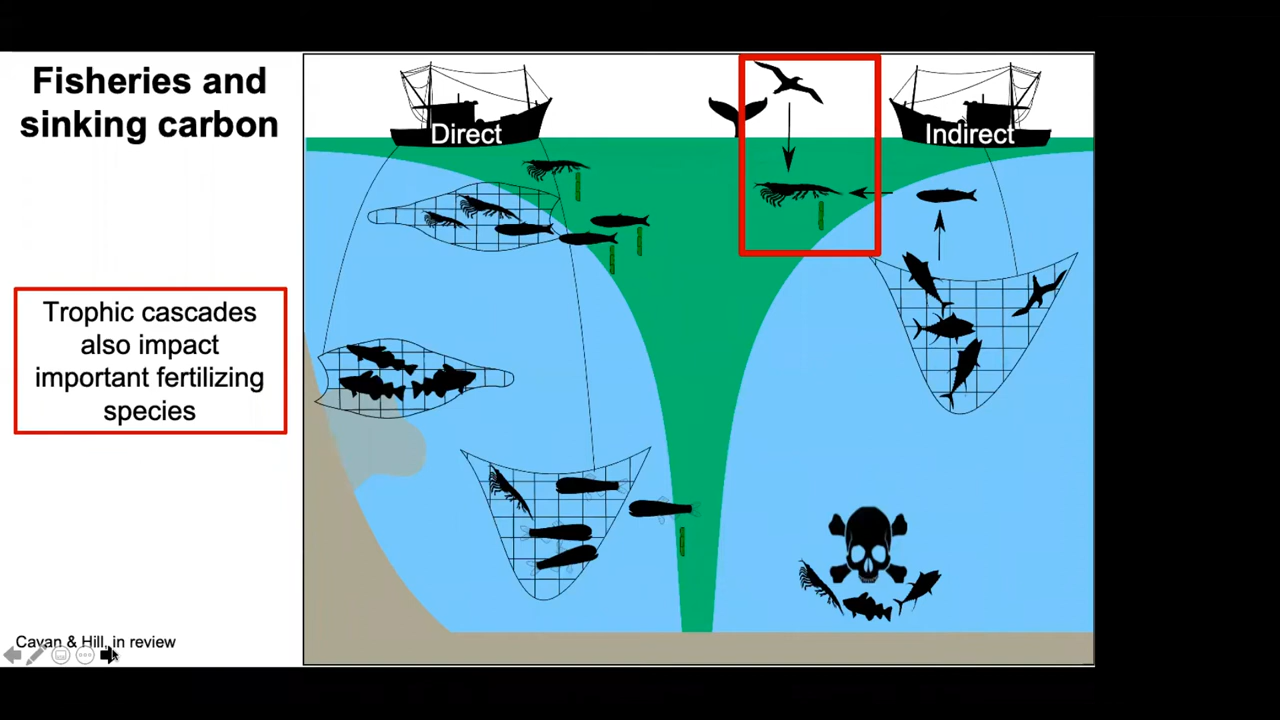 Fisheries and
sinking carbon
Direct
Indirect
Trophic cascades
also impact
important fertilizing
species
Cavan & Hill, in review